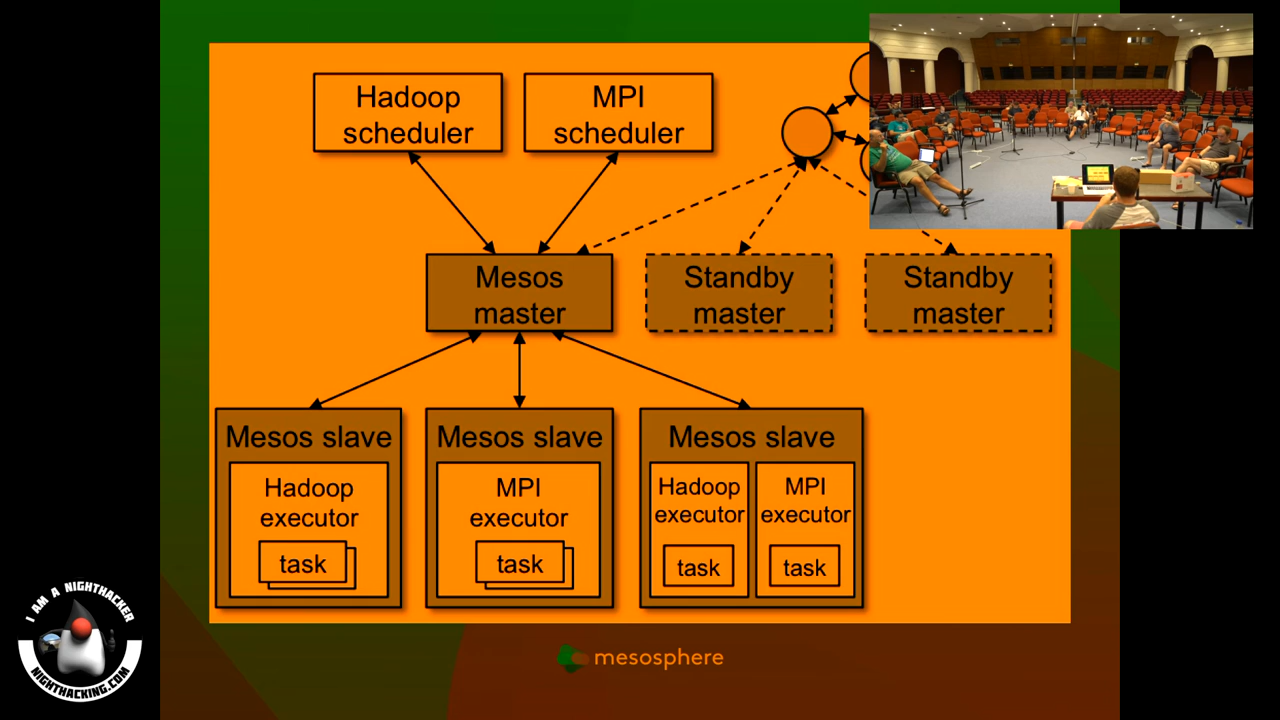 Hadoop
scheduler
MPI
scheduler
Mesos
master
Standby
master
Standby
master
Mesos slave
Hadoop
executor
task
Mesos slave
MPI
executor
task
Mesos slave
Hadoop
executor
task
MPI
executor
task
mesosphere
I AM A NIGHTHACKER
NIGHTHACKING.COM